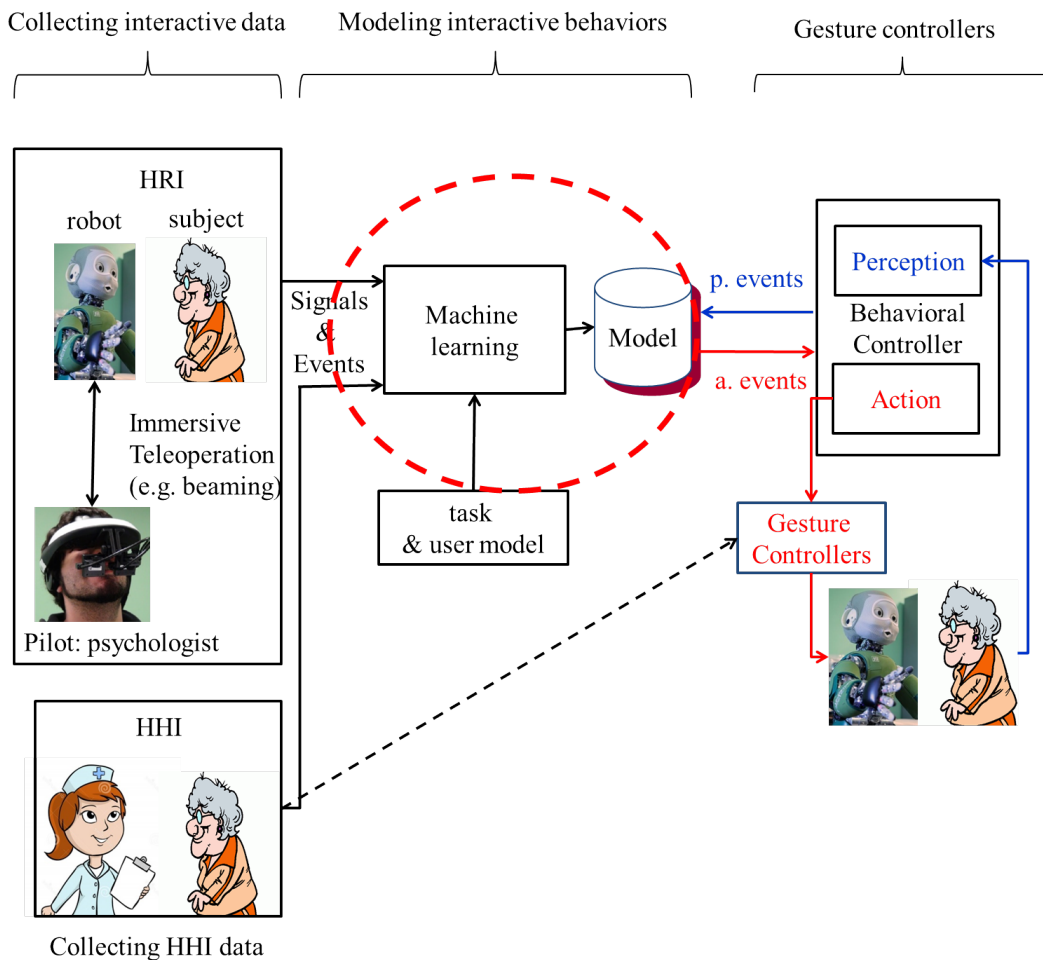 Collecting interactive data
Modeling interactive behaviors
Gesture controllers
HRI
robot
subject
Immersive
Teleoperation
(e.g. beaming)
Pilot: psychologist
HHI
Collecting HHI data
Signals
&
Events
Machine
learning
task
& user model
Model
p. events
a. events
Perception
Behavioral
Controller
Action
Gesture
Controllers